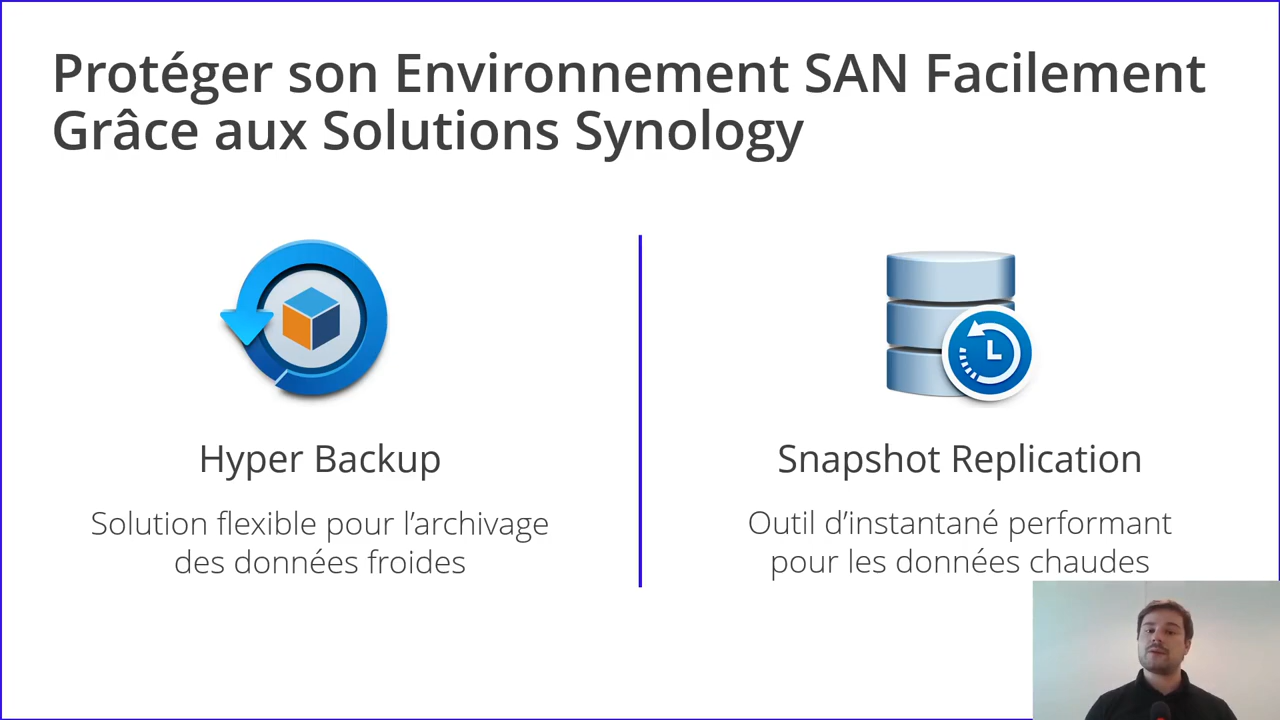 Protéger son Environnement SAN Facilement
Grâce aux Solutions Synology
Hyper Backup
Solution flexible pour l’archivage
des données froides
Snapshot Replication
Outil d’instantané performant
pour les données chaudes